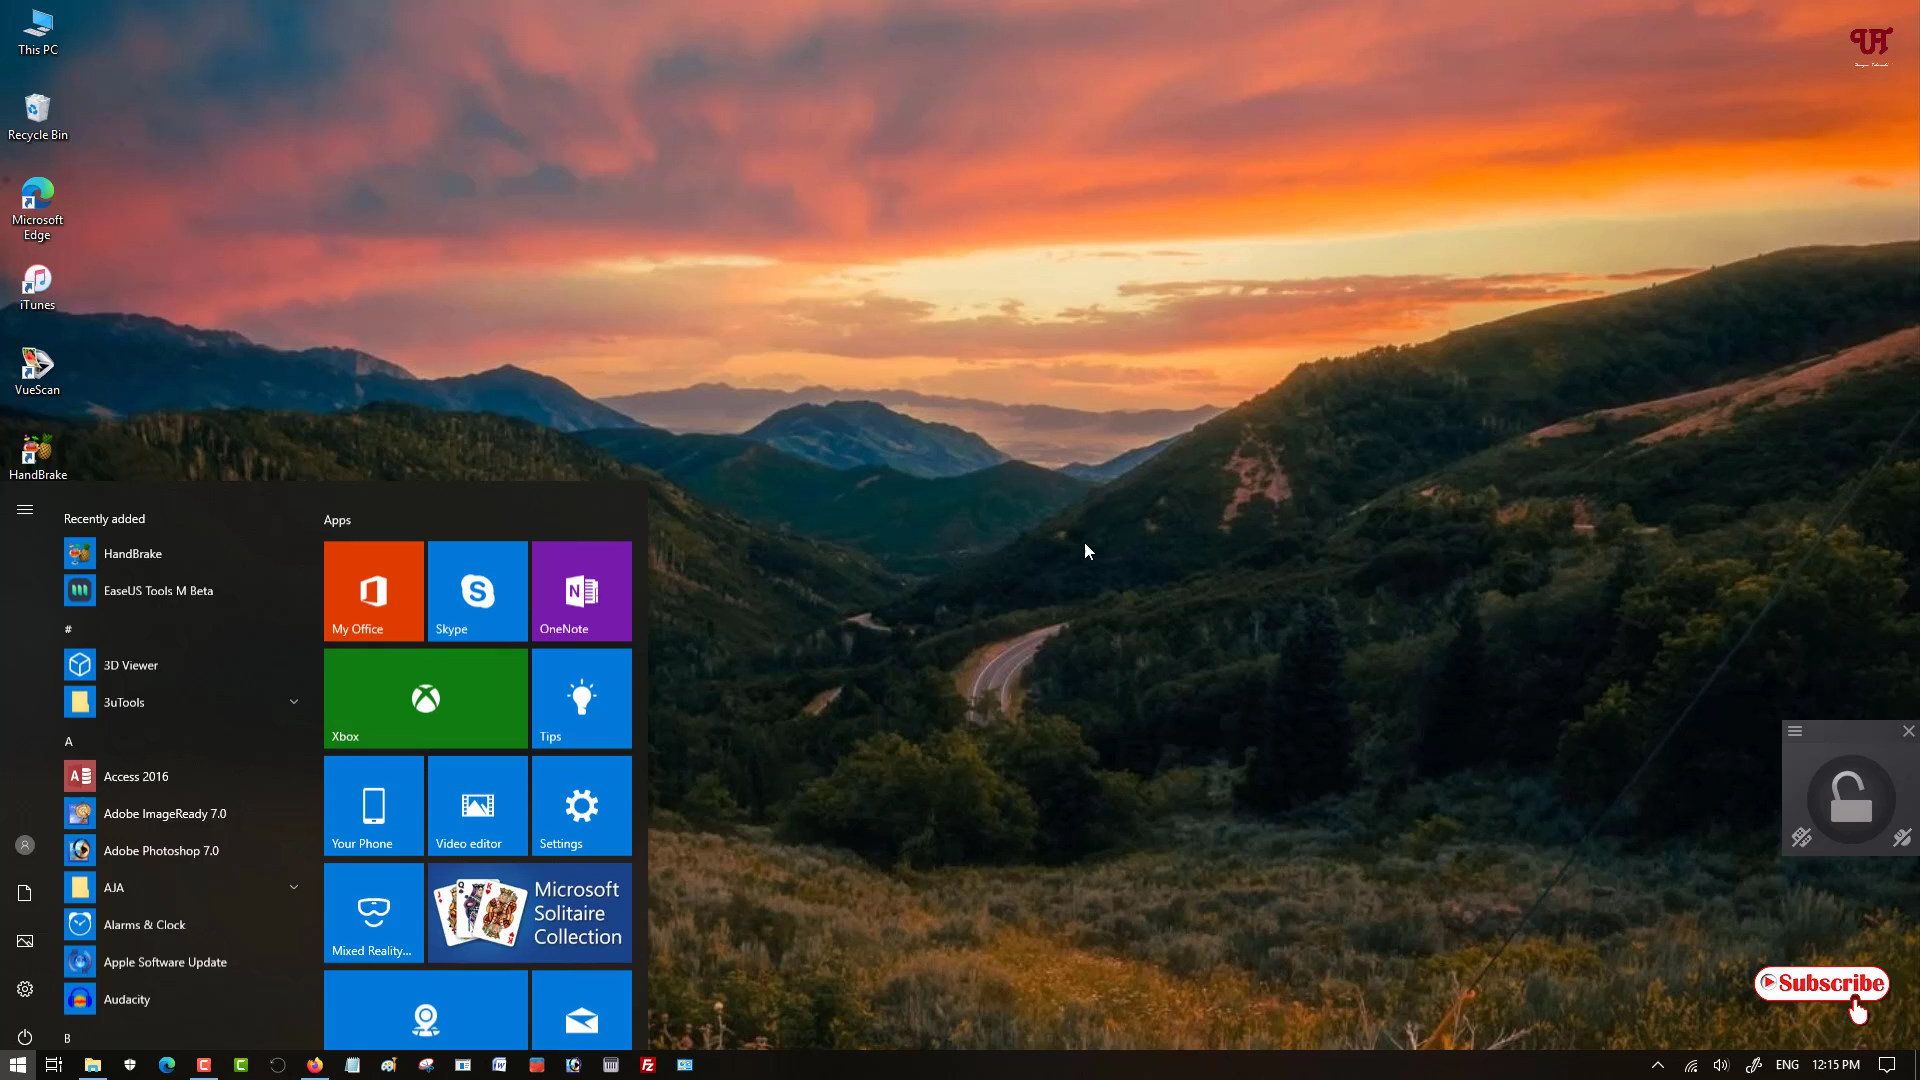 This PC
Recycle Bin
Microsoft
Edge
iTunes
VueScan
HandBrake
UT
Recently added
HandBrake
EaseUS Tools M Beta
#
3D Viewer
3uTools
A
Access 2016
Adobe ImageReady 7.0
Adobe Photoshop 7.0
AJA
Alarms & Clock
Apple Software Update
Audacity
B
Apps
My Office
Skype
OneNote
Xbox
Tips
Your Phone
Video editor
Settings
Mixed Reality...
Microsoft
Solitaire
Collection
Subscribe
ENG
12:15 PM